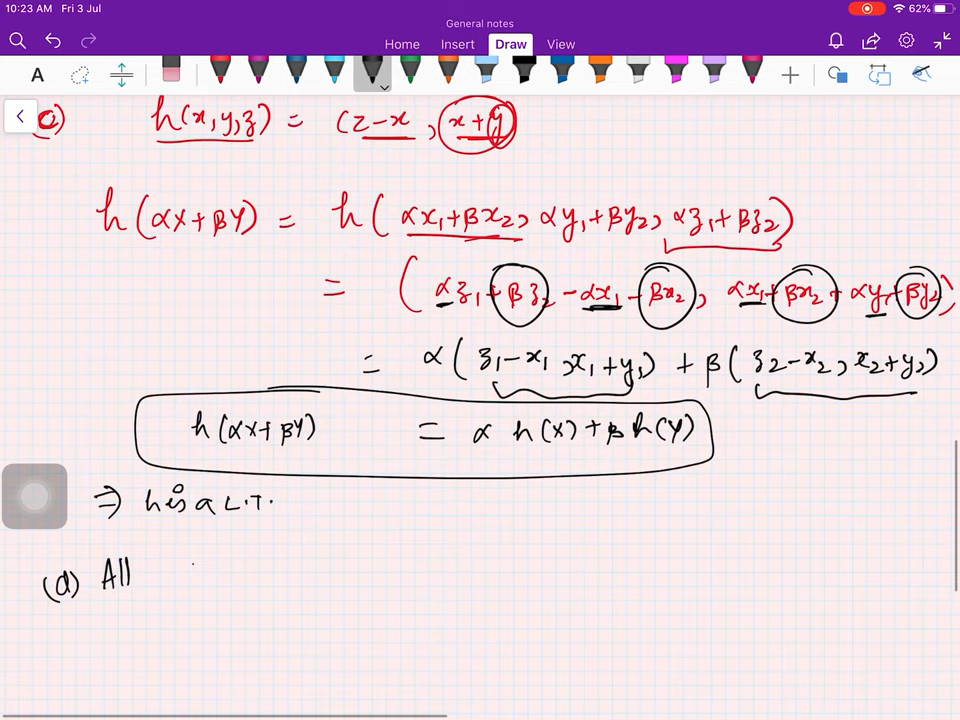 10:23 AM Fri 3 Jul
62%
General notes
Home Insert Draw View
A
(c) h(x,y,z) = (z-x, x+y)
h(αX+βY) = h(αx₁+βx₂, αy₁+βy₂, αz₁+βz₂)
= (αz₁+βz₂-αx₁-βx₂, αx₁+βx₂+αy₁+βy₂)
= α(z₁-x₁, x₁+y₁) + β(z₂-x₂, x₂+y₂)
h(αX+βY) = α h(X)+βh(Y)
⇒ h is a L.T.
(d) All